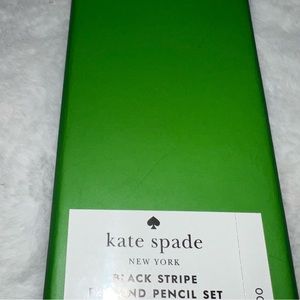 kate spade
NEW YORK
BLACK STRIPE
AND PENCIL SET